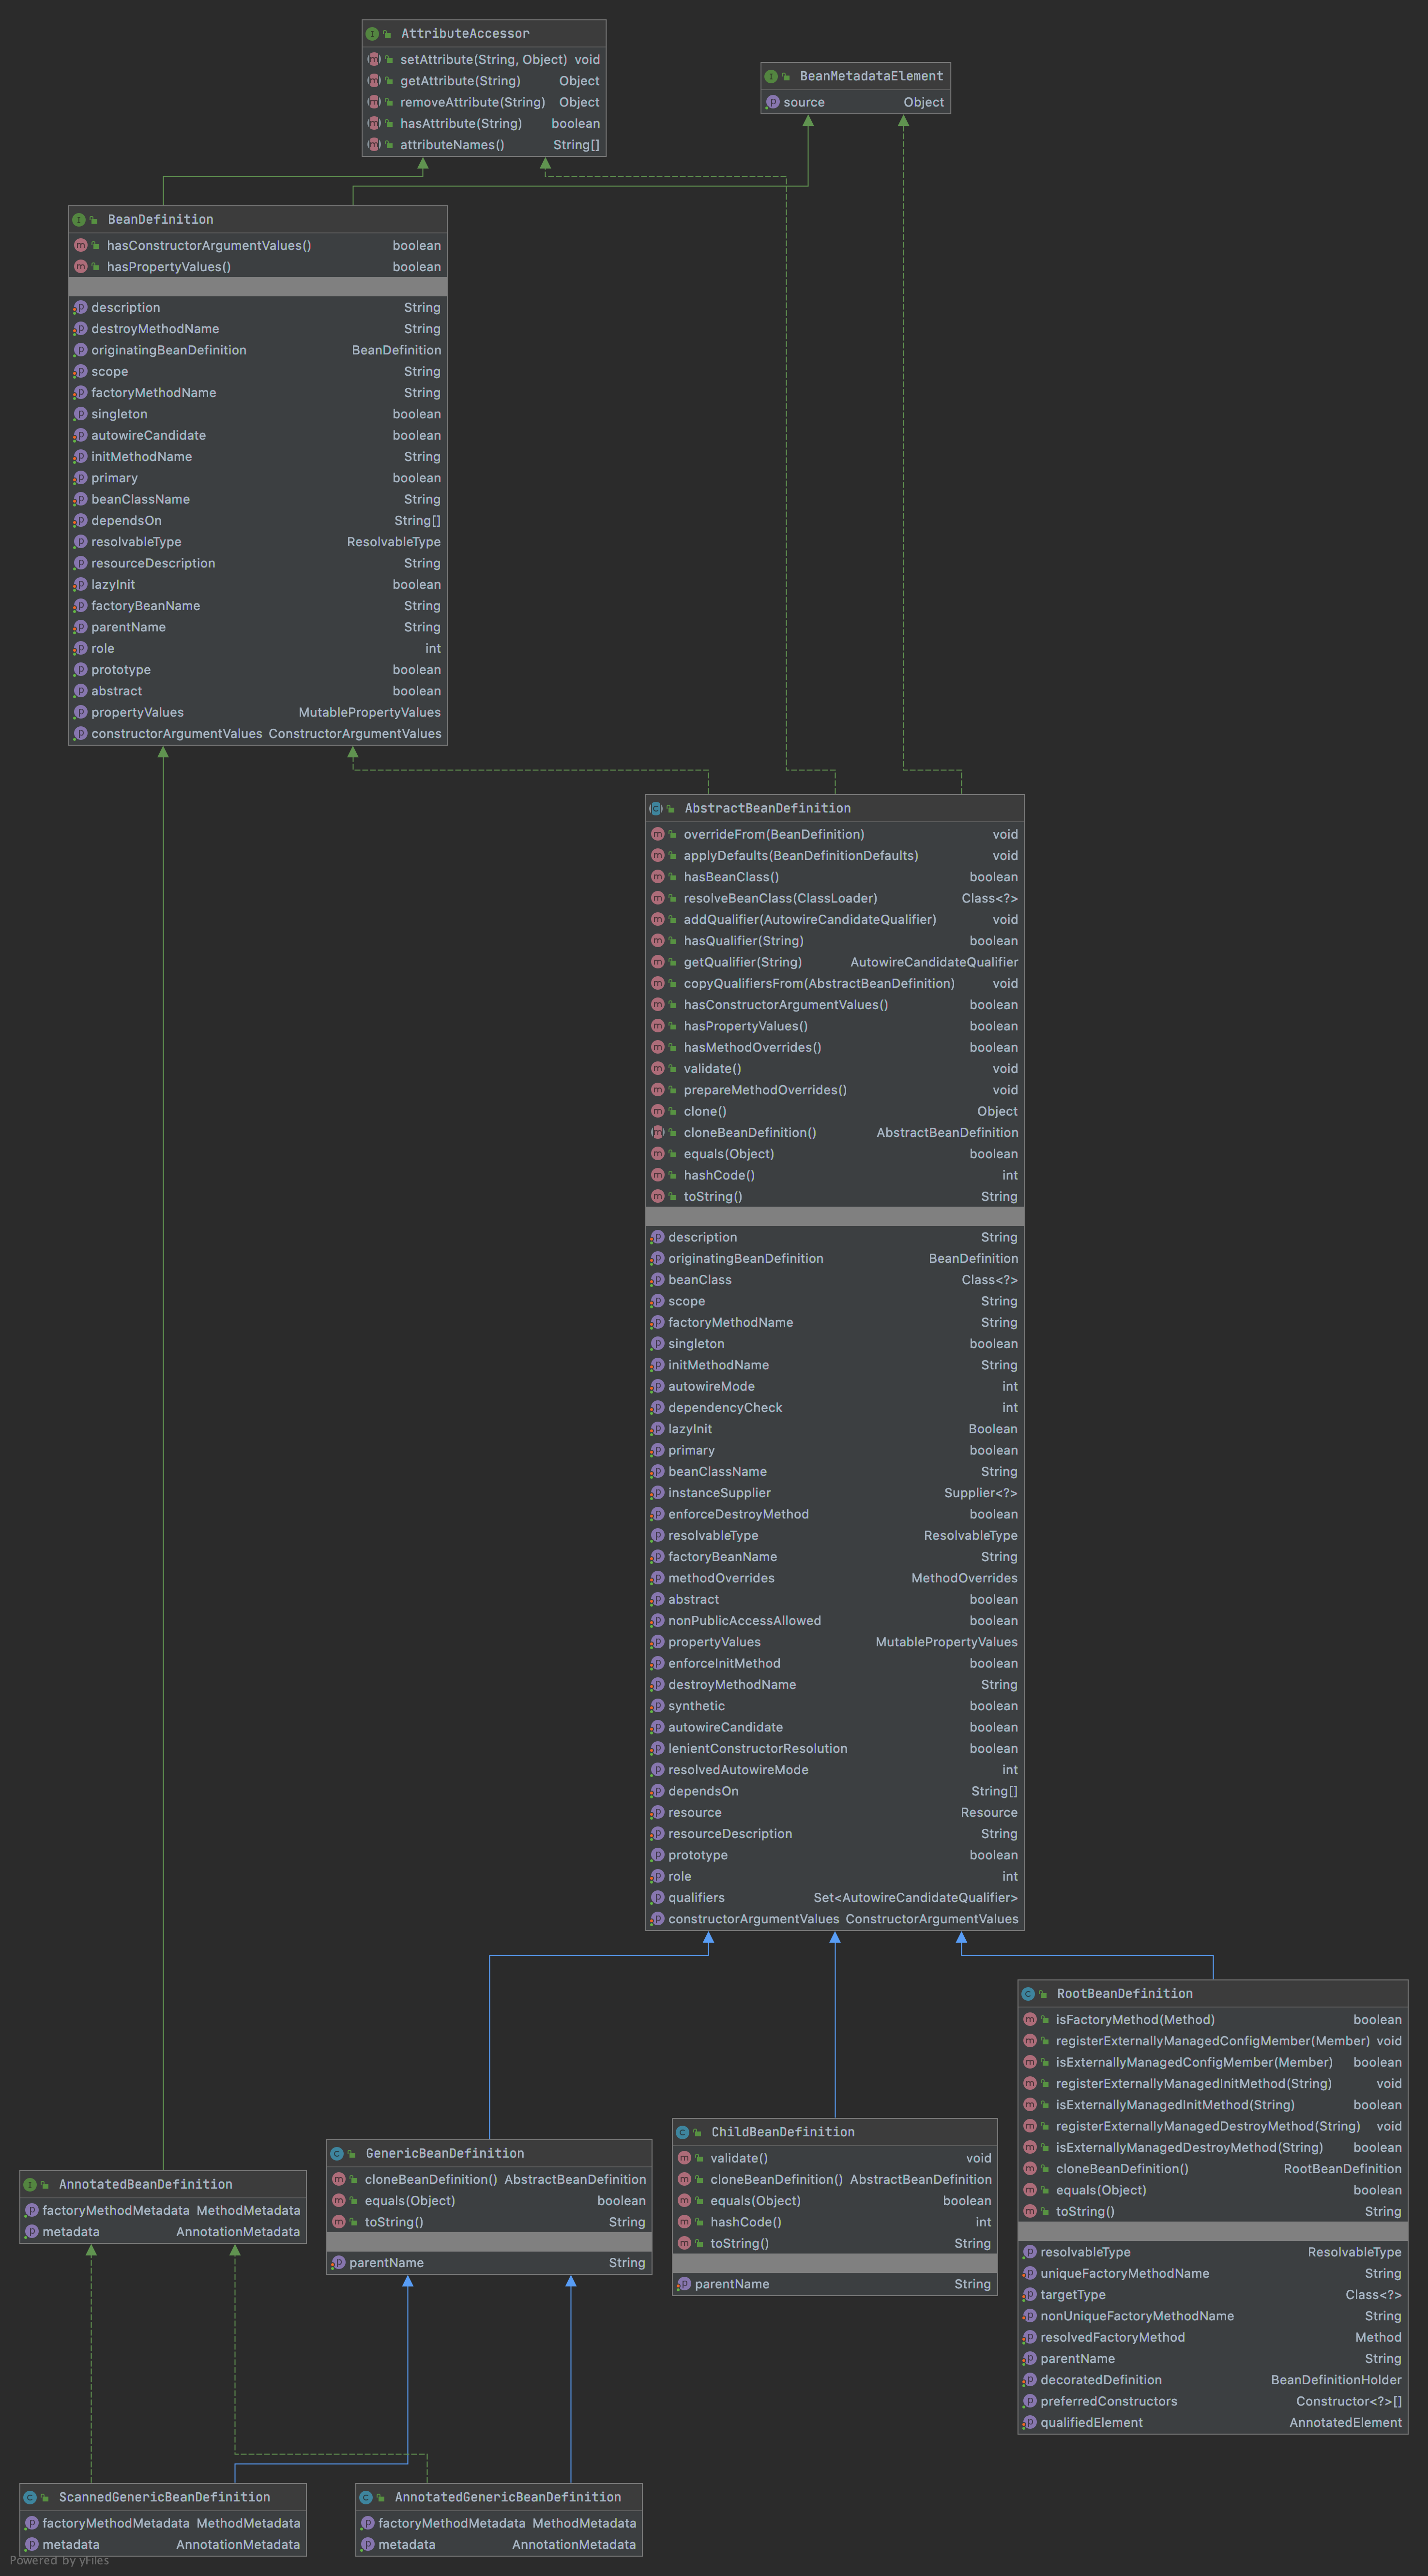 AttributeAccessor
setAttribute(String, Object) void
getAttribute(String) Object
removeAttribute(String) Object
hasAttribute(String) boolean
attributeNames() String[]
BeanMetadataElement
source Object
BeanDefinition
hasConstructorArgumentValues() boolean
hasPropertyValues() boolean
description String
destroyMethodName String
originatingBeanDefinition BeanDefinition
scope String
factoryMethodName String
singleton boolean
autowireCandidate boolean
initMethodName String
primary boolean
beanClassName String
dependsOn String[]
resolvableType ResolvableType
resourceDescription String
lazyInit boolean
factoryBeanName String
parentName String
role int
prototype boolean
abstract boolean
propertyValues MutablePropertyValues
constructorArgumentValues ConstructorArgumentValues
AbstractBeanDefinition
overrideFrom(BeanDefinition) void
applyDefaults(BeanDefinitionDefaults) void
hasBeanClass() boolean
resolveBeanClass(ClassLoader) Class<?>
addQualifier(AutowireCandidateQualifier) void
hasQualifier(String) boolean
getQualifier(String) AutowireCandidateQualifier
copyQualifiersFrom(AbstractBeanDefinition) void
hasConstructorArgumentValues() boolean
hasPropertyValues() boolean
hasMethodOverrides() boolean
validate() void
prepareMethodOverrides() void
clone() Object
cloneBeanDefinition() AbstractBeanDefinition
equals(Object) boolean
hashCode() int
toString() String
description String
originatingBeanDefinition BeanDefinition
beanClass Class<?>
scope String
factoryMethodName String
singleton boolean
initMethodName String
autowireMode int
dependencyCheck int
lazyInit Boolean
primary boolean
beanClassName String
instanceSupplier Supplier<?>
enforceDestroyMethod boolean
resolvableType ResolvableType
factoryBeanName String
methodOverrides MethodOverrides
abstract boolean
nonPublicAccessAllowed boolean
propertyValues MutablePropertyValues
enforceInitMethod boolean
destroyMethodName String
synthetic boolean
autowireCandidate boolean
lenientConstructorResolution boolean
resolvedAutowireMode int
dependsOn String[]
resource Resource
resourceDescription String
prototype boolean
role int
qualifiers Set<AutowireCandidateQualifier>
constructorArgumentValues ConstructorArgumentValues
RootBeanDefinition
isFactoryMethod(Method) boolean
registerExternallyManagedConfigMember(Member) void
isExternallyManagedConfigMember(Member) boolean
registerExternallyManagedInitMethod(String) void
isExternallyManagedInitMethod(String) boolean
registerExternallyManagedDestroyMethod(String) void
isExternallyManagedDestroyMethod(String) boolean
cloneBeanDefinition() RootBeanDefinition
equals(Object) boolean
toString() String
resolvableType ResolvableType
uniqueFactoryMethodName String
targetType Class<?>
nonUniqueFactoryMethodName String
resolvedFactoryMethod Method
parentName String
decoratedDefinition BeanDefinitionHolder
preferredConstructors Constructor<?>[]
qualifiedElement AnnotatedElement
ChildBeanDefinition
validate() void
cloneBeanDefinition() AbstractBeanDefinition
equals(Object) boolean
hashCode() int
toString() String
parentName String
GenericBeanDefinition
cloneBeanDefinition() AbstractBeanDefinition
equals(Object) boolean
toString() String
parentName String
AnnotatedBeanDefinition
factoryMethodMetadata MethodMetadata
metadata AnnotationMetadata
ScannedGenericBeanDefinition
factoryMethodMetadata MethodMetadata
metadata AnnotationMetadata
AnnotatedGenericBeanDefinition
factoryMethodMetadata MethodMetadata
metadata AnnotationMetadata
Powered by yFiles